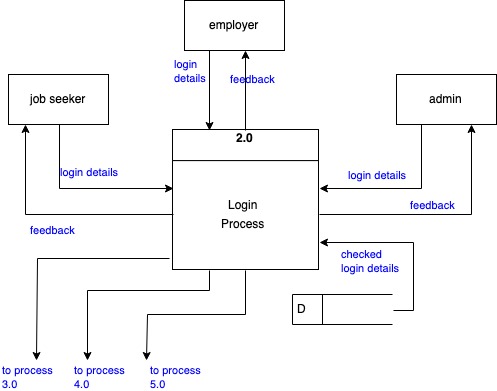 employer
login
details
feedback
job seeker
admin
2.0
login details
login details
Login
Process
feedback
feedback
checked
login details
D
to process
3.0
to process
4.0
to process
5.0